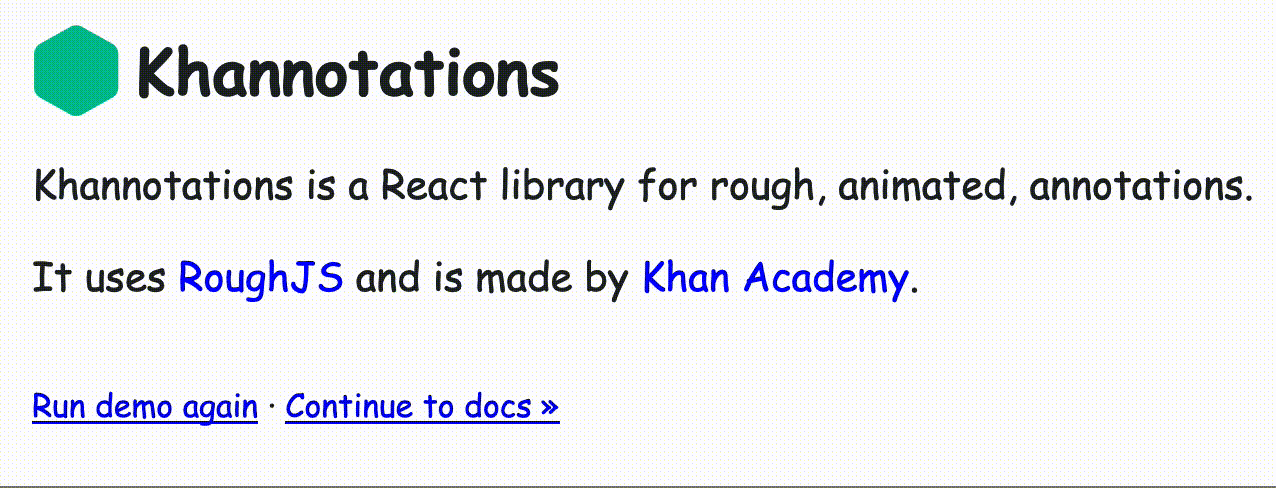 Khannotations
Khannotations is a React library for rough, animated, annotations.
It uses RoughJS and is made by Khan Academy.
Run demo again · Continue to docs »